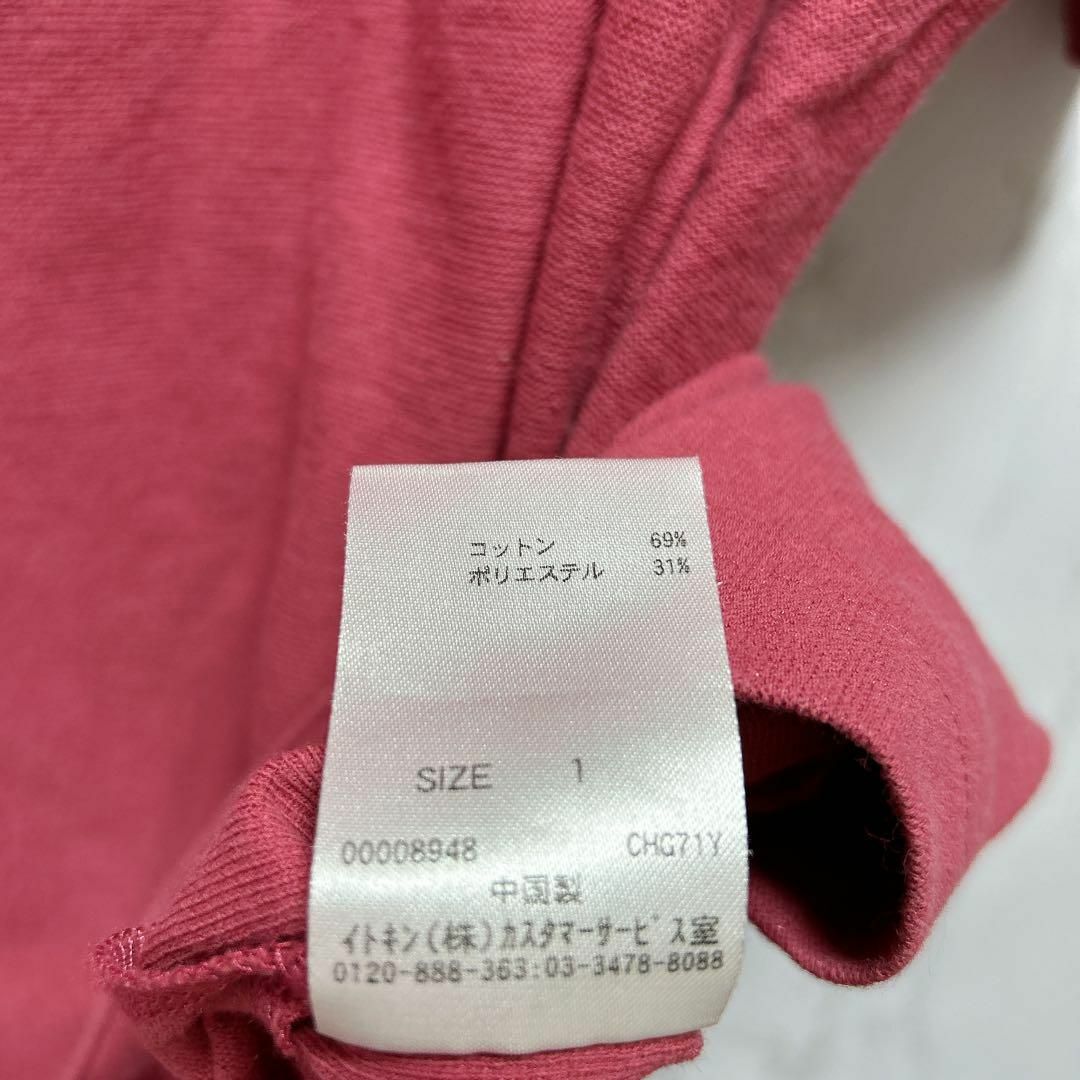 コットン 69%
ポリエステル 31%
SIZE 1
00008948 CHG71Y
中国製
イトキン(株)カスタマーサービス室
0120-888-363:03-3478-8088